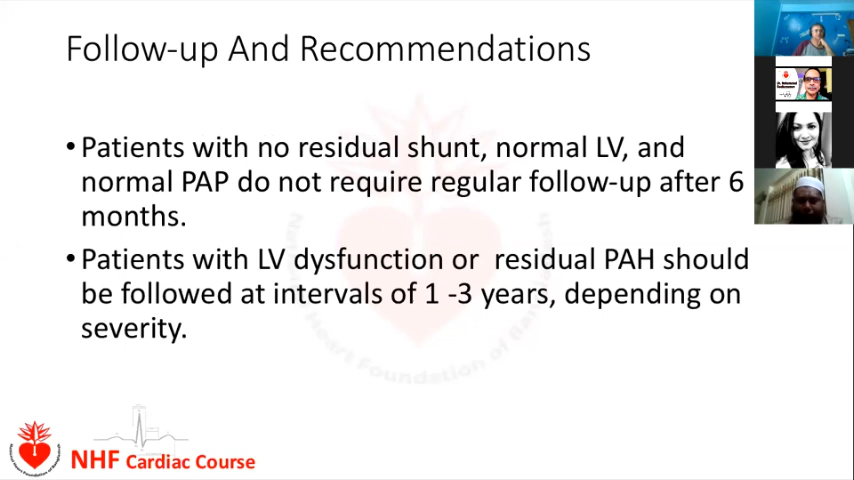 Follow-up And Recommendations
• Patients with no residual shunt, normal LV, and
normal PAP do not require regular follow-up after 6
months.
• Patients with LV dysfunction or residual PAH should
be followed at intervals of 1 -3 years, depending on
severity.
NHF Cardiac Course